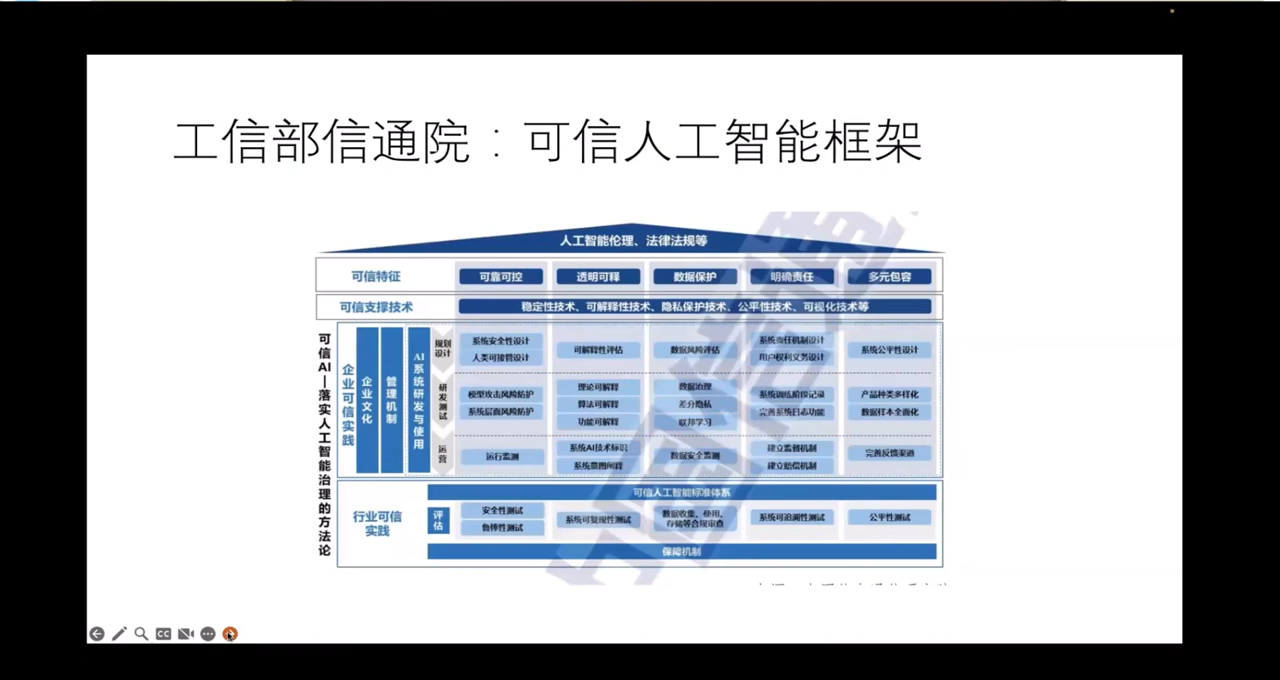 工信部信通院：可信人工智能框架
人工智能伦理、法律法规等
可信特征
可靠可控
透明可释
数据保护
明确责任
多元包容
可信支撑技术
稳定性技术、可解释性技术、隐私保护技术、公平性技术、可视化技术等
可信AI—落实人工智能治理的方法论
企业可信实践
企业文化
管理机制
AI系统研发与使用
规划设计
系统安全性设计
人类可接管设计
可解释性评估
数据风险评估
系统责任机制设计
用户权利义务设计
系统公平性设计
研发测试
模型攻击风险防护
系统层面风险防护
理论可解释
算法可解释
功能可解释
数据治理
差分隐私
联邦学习
系统训练阶段记录
完善系统日志功能
产品种类多样化
数据样本全面化
运营
运行监测
系统AI技术标识
系统意图阐释
数据安全监测
建立监督机制
建立赔偿机制
完善反馈渠道
行业可信
实践
可信人工智能标准体系
评估
安全性测试
鲁棒性测试
系统可复现性测试
数据收集、使用、
存储等合规审查
系统可追溯性测试
公平性测试
保障机制
CC